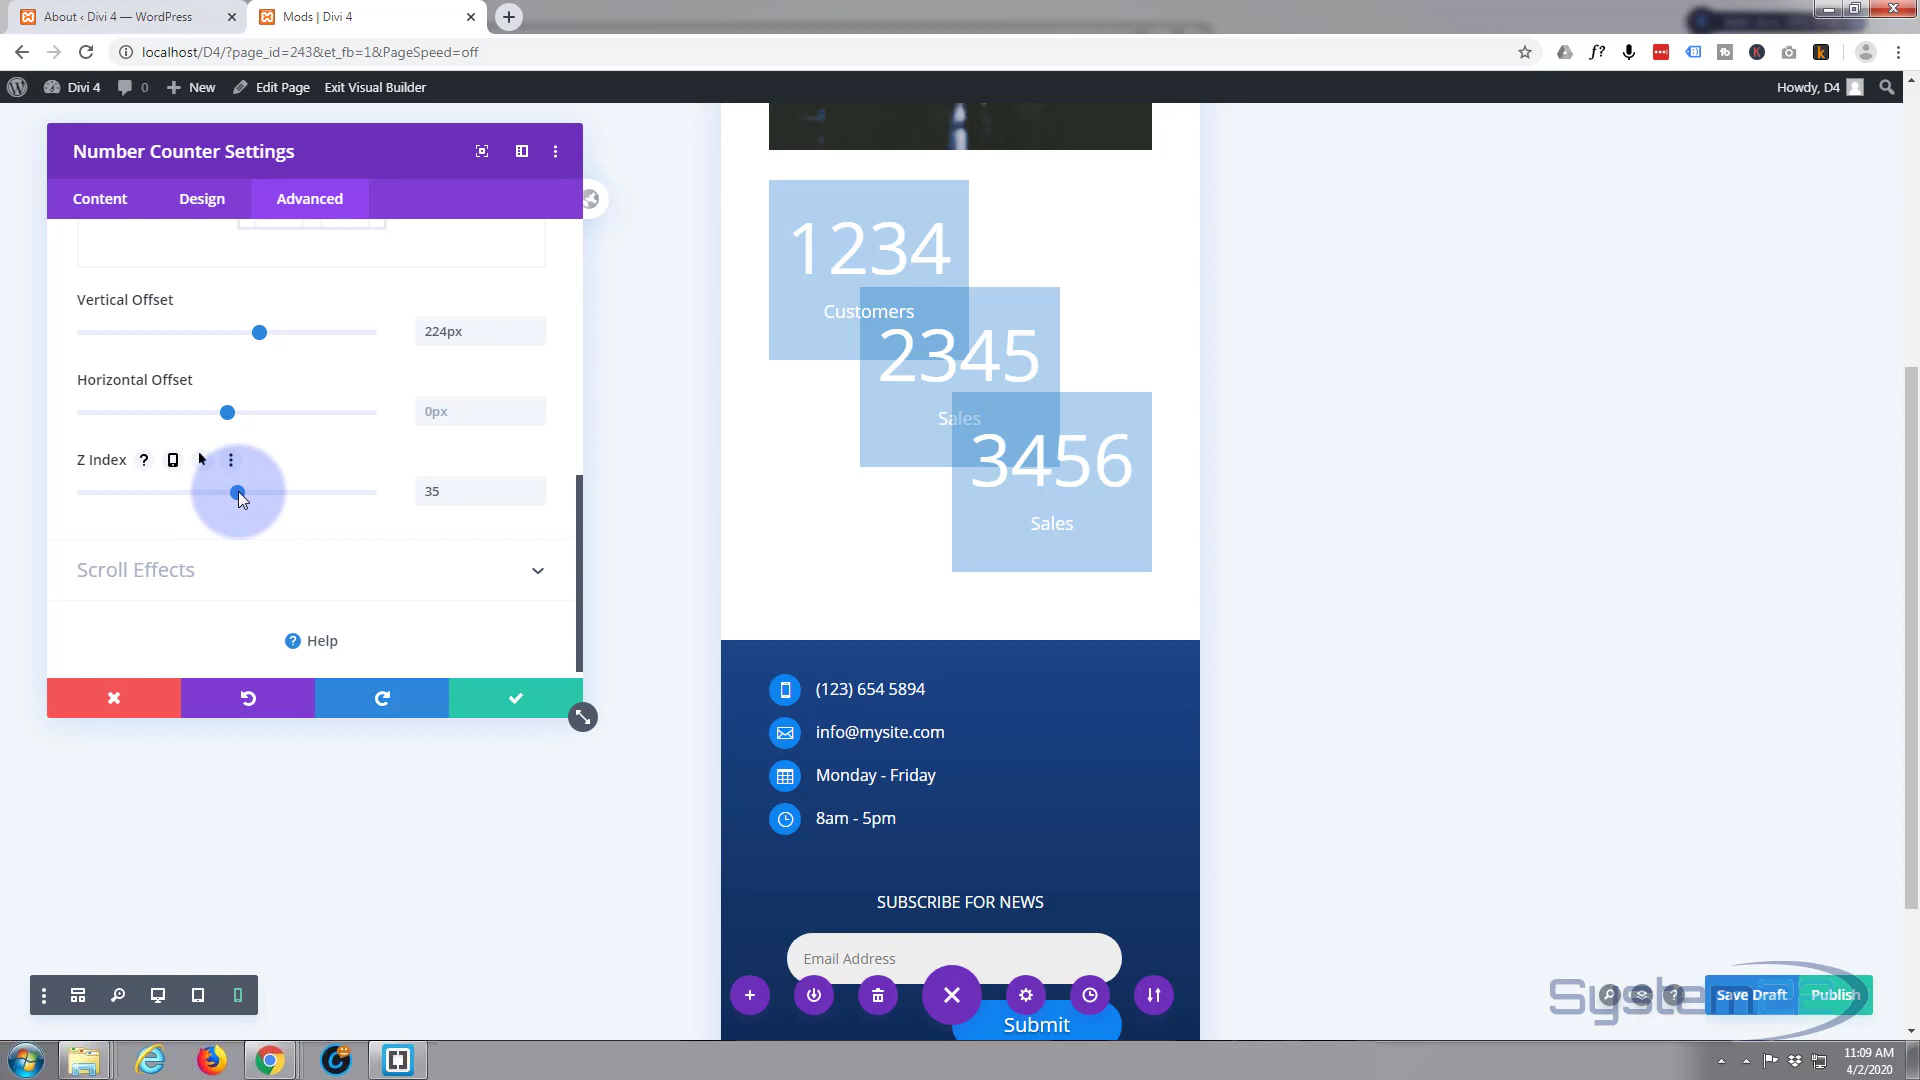 About ‹ Divi 4 — WordPress
Mods | Divi 4
localhost/D4/?page_id=243&et_fb=1&PageSpeed=off
Divi 4
0
New
Edit Page
Exit Visual Builder
Howdy, D4
Number Counter Settings
Content
Design
Advanced
Vertical Offset
224px
Horizontal Offset
0px
Z Index
35
Scroll Effects
Help
1234
Customers
2345
Sales
3456
Sales
(123) 654 5894
info@mysite.com
Monday - Friday
8am - 5pm
SUBSCRIBE FOR NEWS
Email Address
Submit
Save Draft
Publish
11:09 AM
4/2/2020